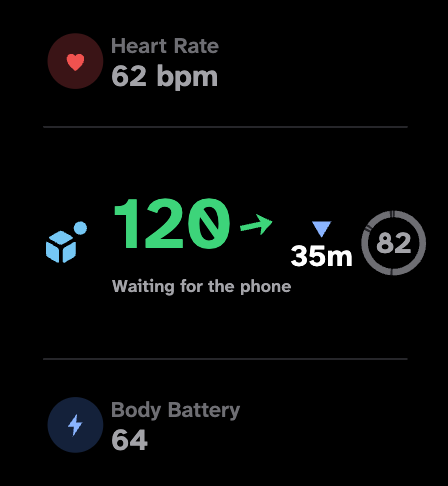 Heart Rate
62 bpm
120
35m
82
Waiting for the phone
Body Battery
64